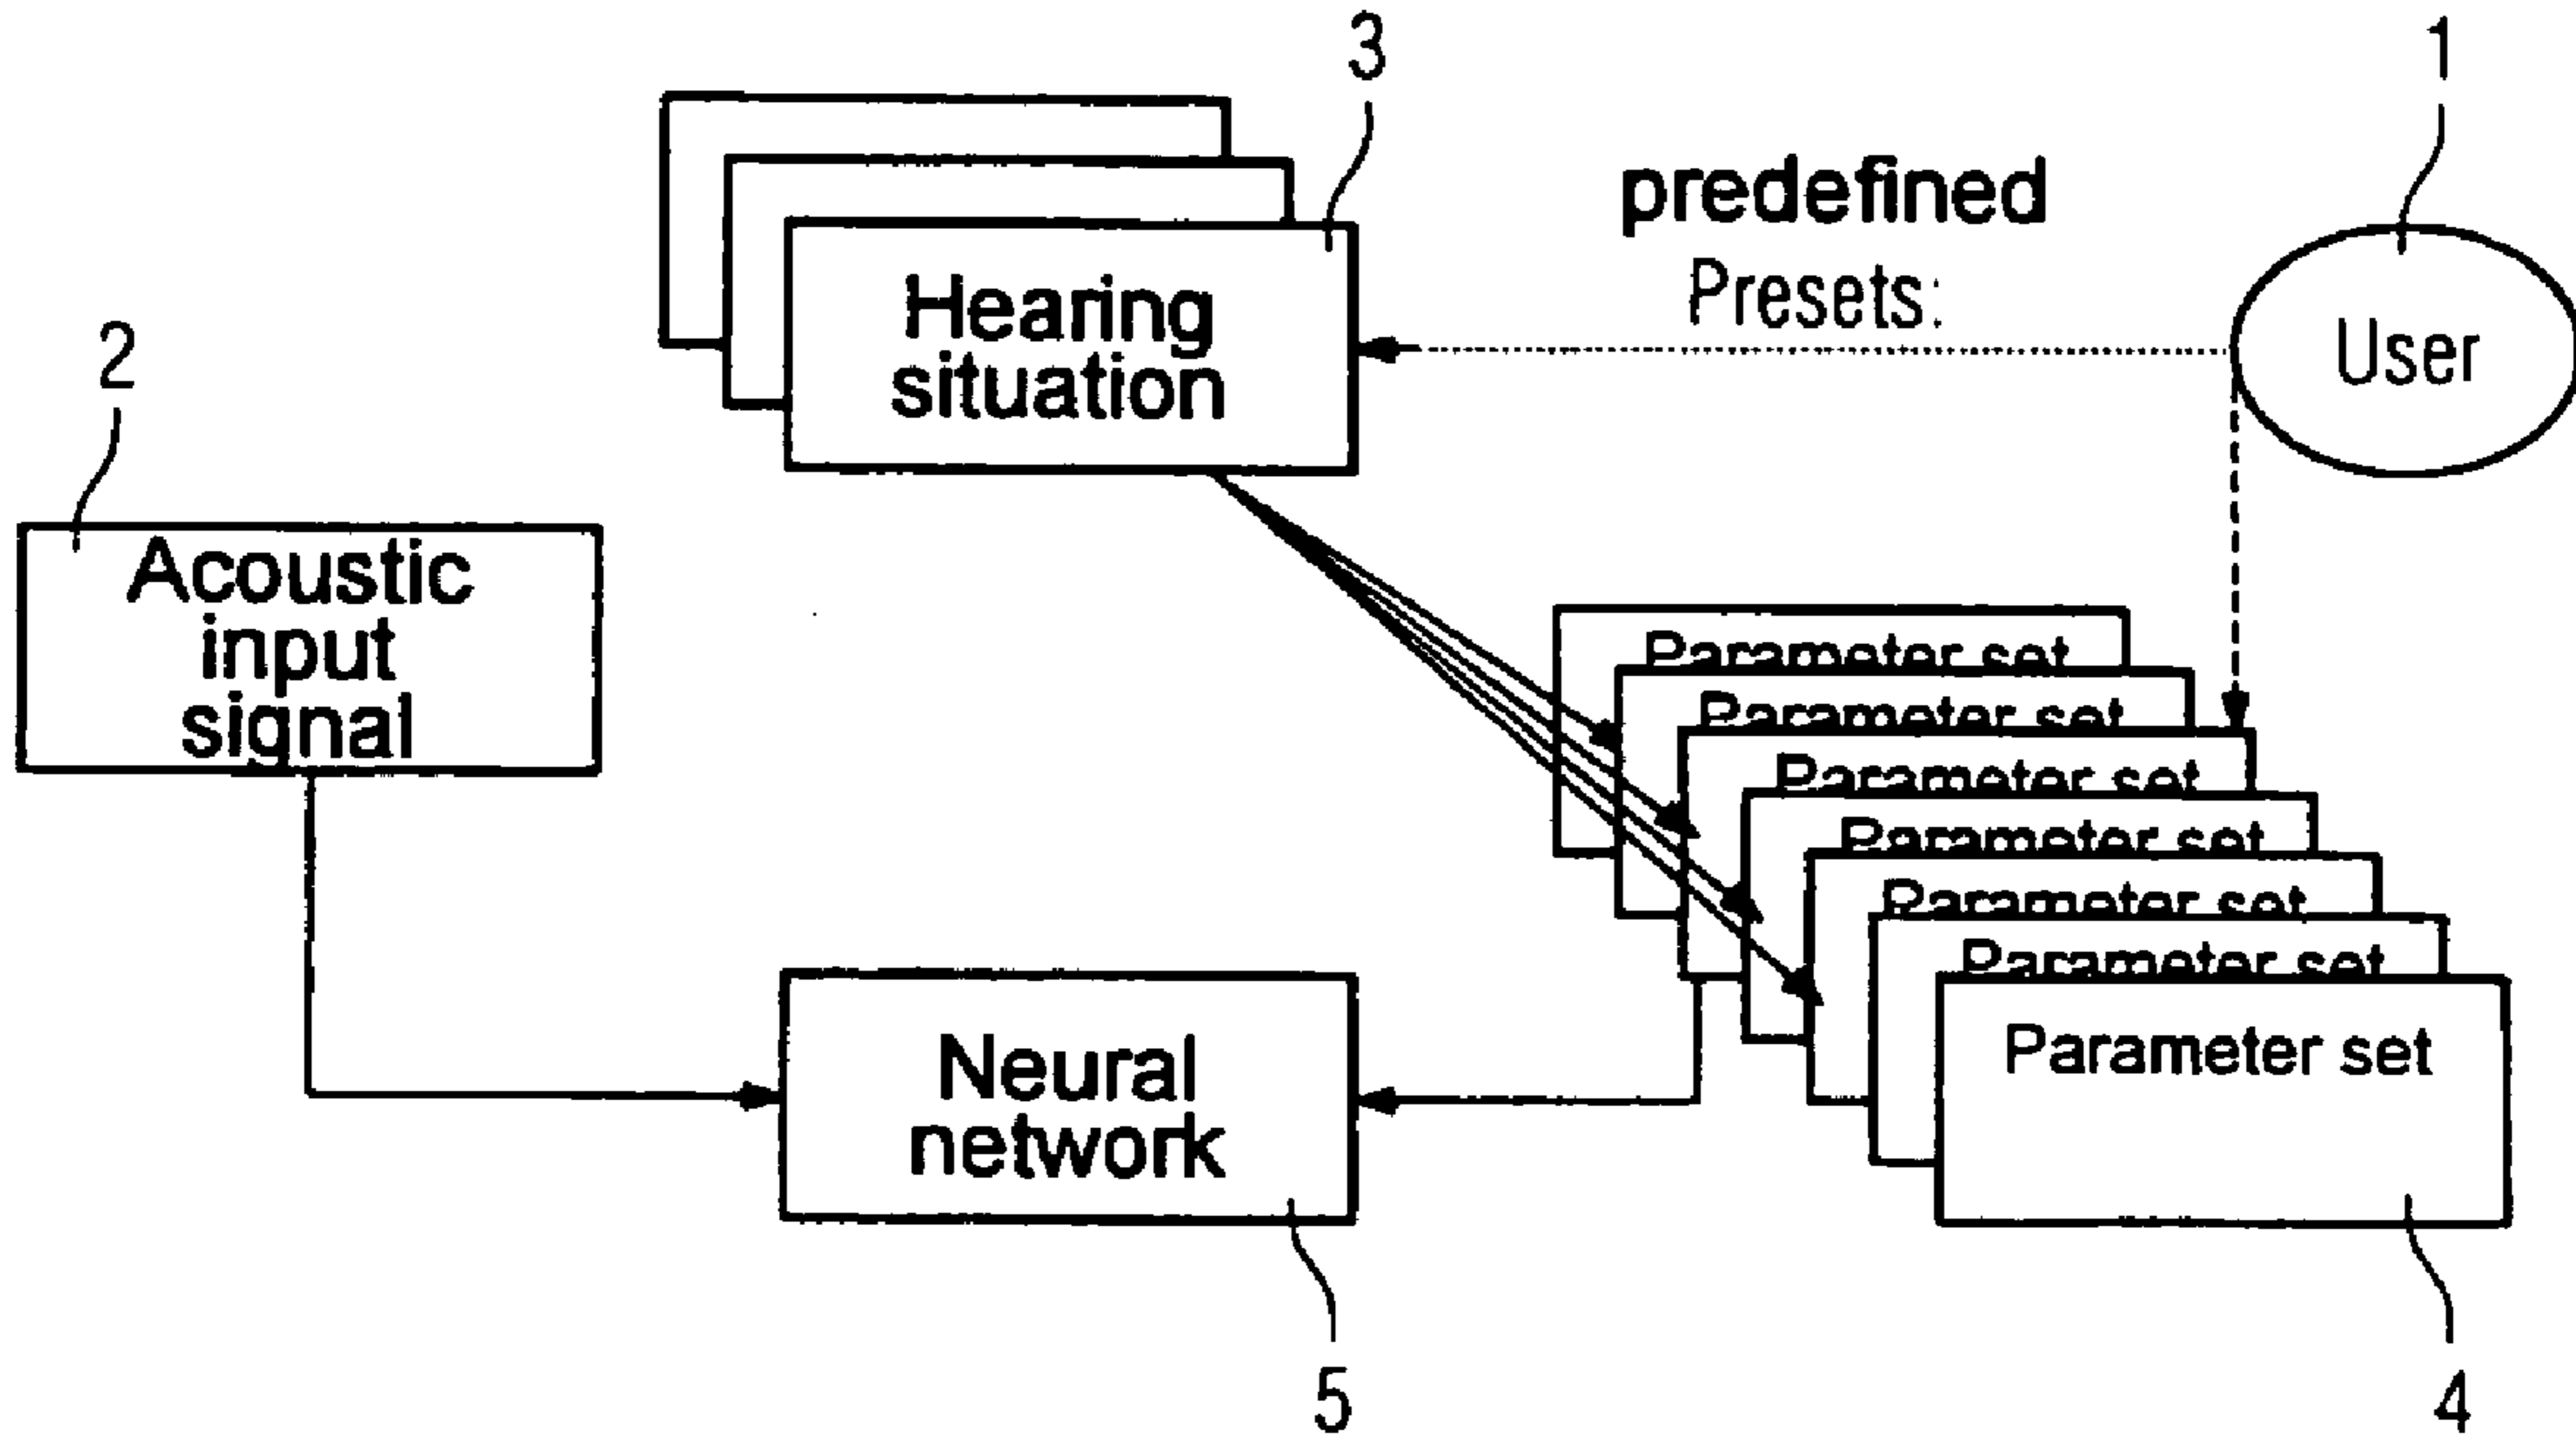 3
1
predefined
Presets:
Hearing
situation
User
2
Acoustic
input
signal
Parameter set
Parameter set
Parameter set
Parameter set
Parameter set
Parameter set
Parameter set
Neural
network
5
4